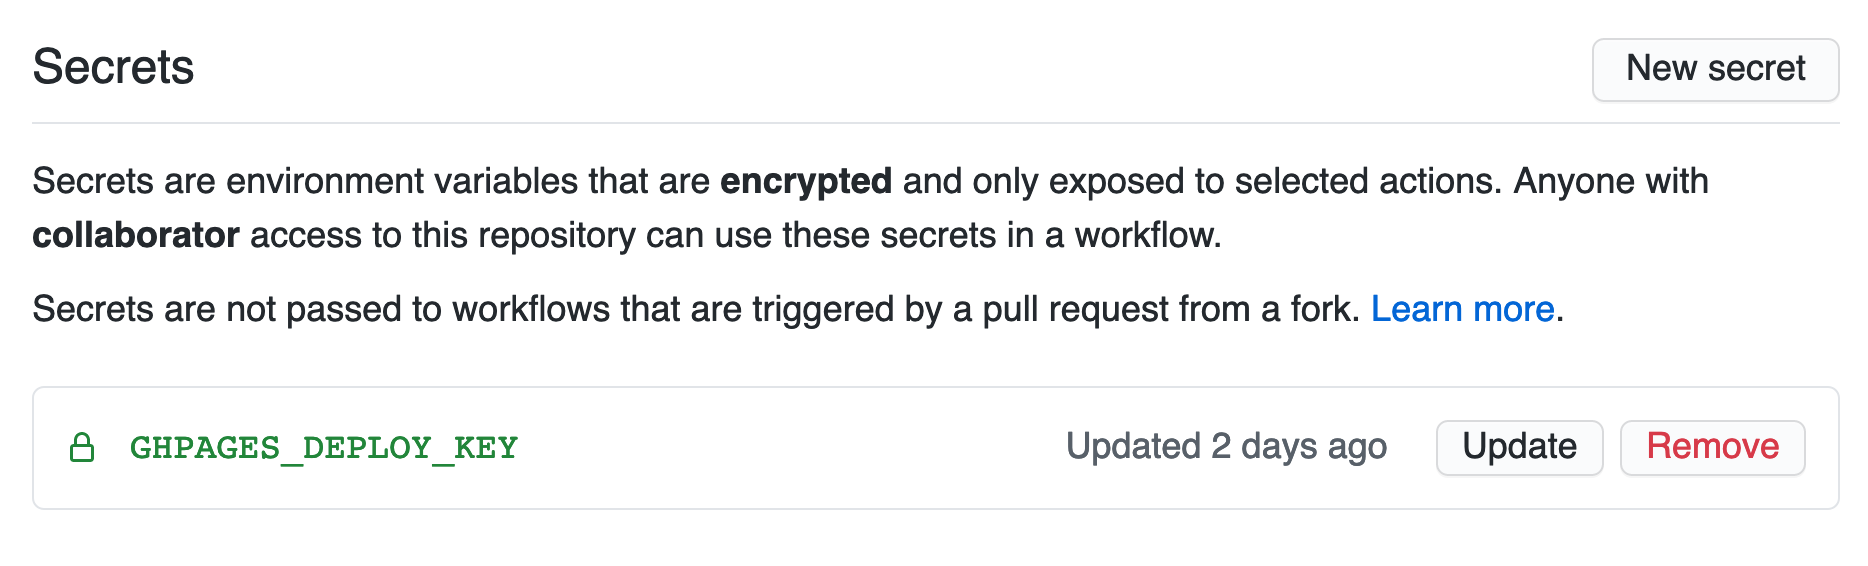 Secrets
New secret
Secrets are environment variables that are encrypted and only exposed to selected actions. Anyone with
collaborator access to this repository can use these secrets in a workflow.
Secrets are not passed to workflows that are triggered by a pull request from a fork. Learn more.
GHPAGES_DEPLOY_KEY
Updated 2 days ago
Update
Remove